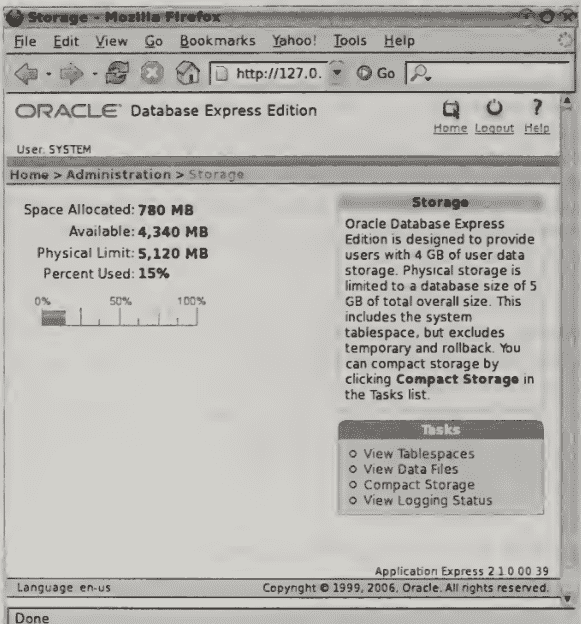 Storage - Mozilla Firefox
File Edit View Go Bookmarks Yahoo! Tools Help
http://127.0. Go
ORACLE Database Express Edition
Home Logout Help
User. SYSTEM
Home > Administration > Storage
Space Allocated: 780 MB
Available: 4,340 MB
Physical Limit: 5,120 MB
Percent Used: 15%
0% 50% 100%
Storage
Oracle Database Express
Edition is designed to provide
users with 4 GB of user data
storage. Physical storage is
limited to a database size of 5
GB of total overall size. This
includes the system
tablespace, but excludes
temporary and rollback. You
can compact storage by
clicking Compact Storage in
the Tasks list.
Tasks
View Tablespaces
View Data Files
Compact Storage
View Logging Status
Application Express 2 1 0 00 39
Language en-us
Copyright © 1999, 2006, Oracle. All rights reserved.
Done